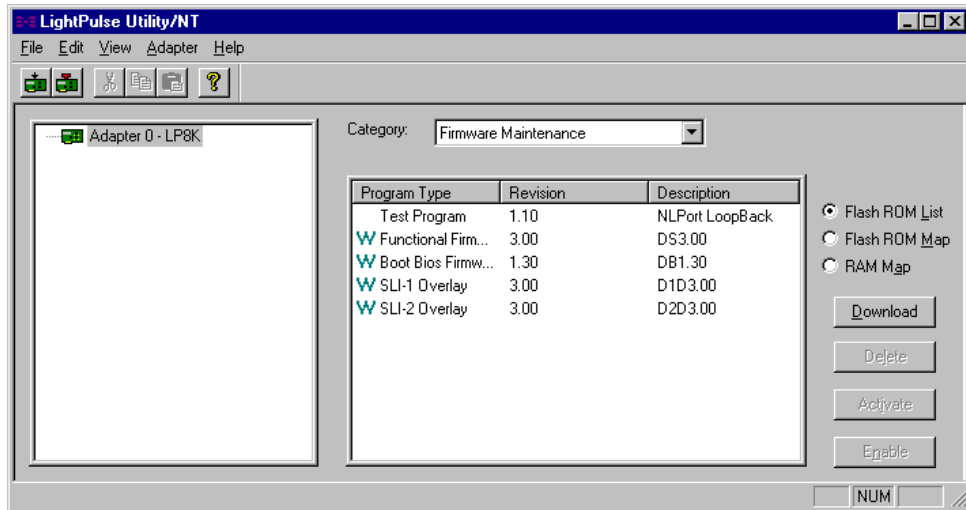 LightPulse Utility/NT
File Edit View Adapter Help
Adapter 0 - LP8K
Category: Firmware Maintenance
Program Type Revision Description
Test Program 1.10 NLPort LoopBack
W Functional Firm... 3.00 DS3.00
W Boot Bios Firmw... 1.30 DB1.30
W SLI-1 Overlay 3.00 D1D3.00
W SLI-2 Overlay 3.00 D2D3.00
Flash ROM List
Flash ROM Map
RAM Map
Download
Delete
Activate
Enable
NUM